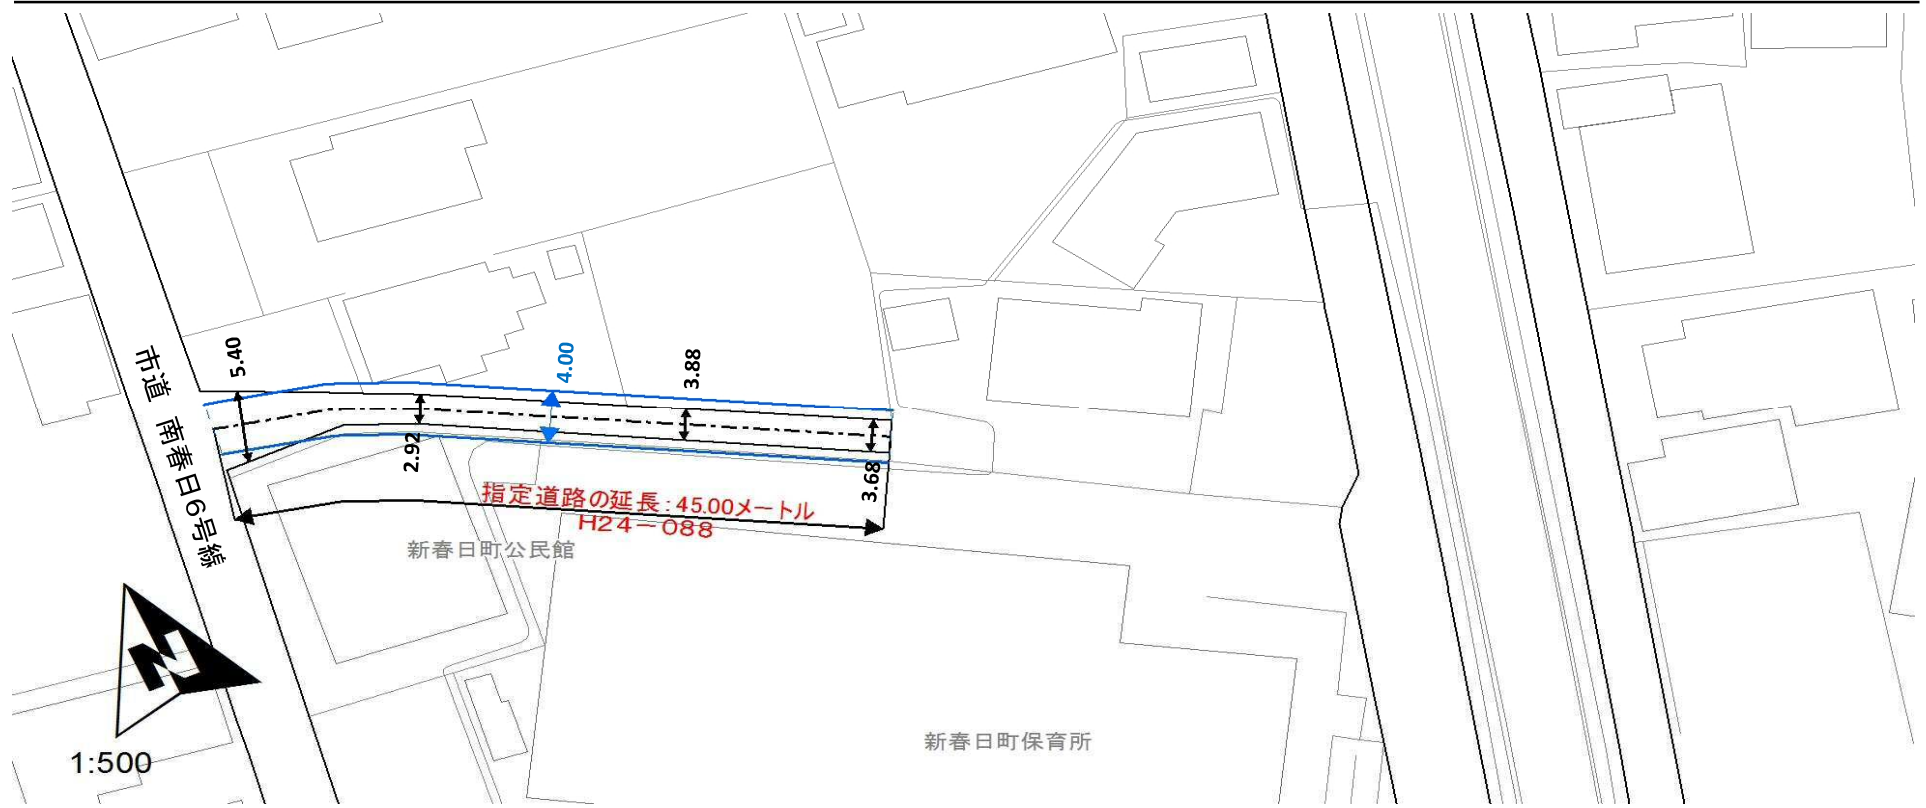 5.40
4.00
3.88
2.92
3.68
市道 南春日6号線
指定道路の延長:45.00メートル
H24-088
新春日町公民館
新春日町保育所
N
1:500